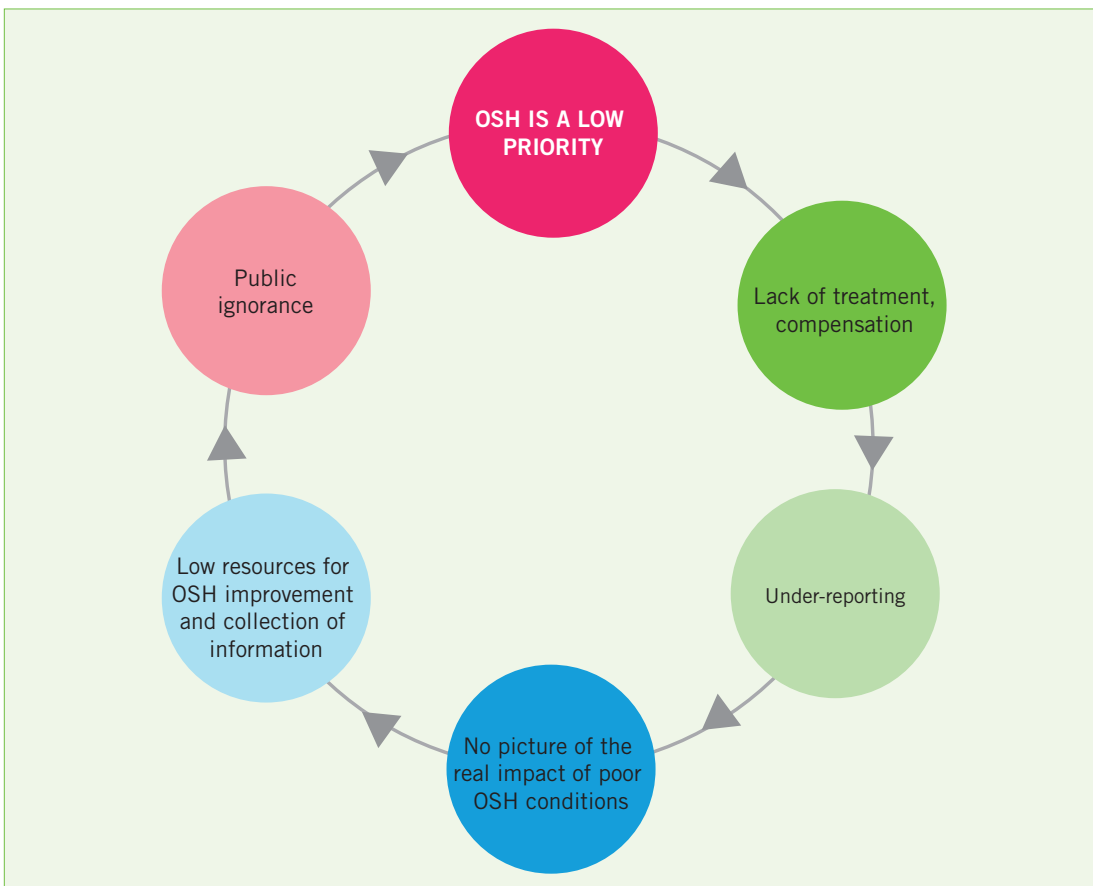 OSH IS A LOW
PRIORITY
Lack of treatment,
compensation
Under-reporting
No picture of the
real impact of poor
OSH conditions
Low resources for
OSH improvement
and collection of
information
Public
ignorance